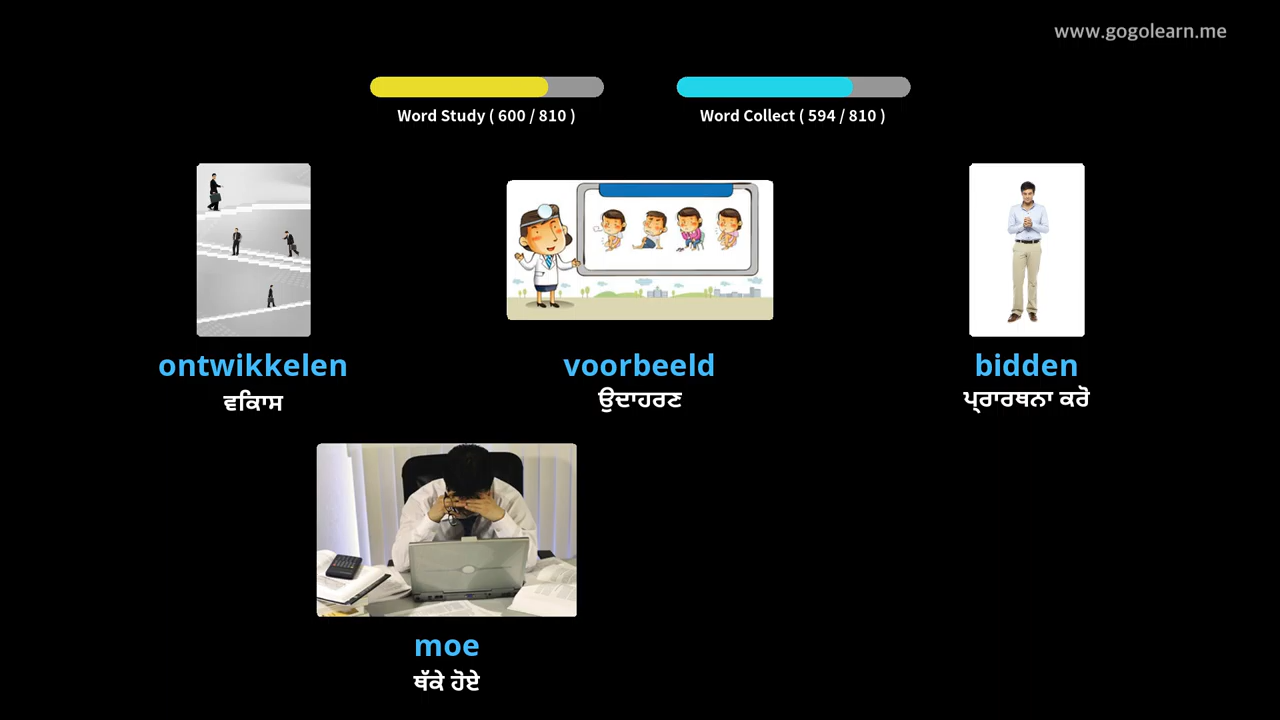 www.gogolearn.me
Word Study ( 600 / 810 )
Word Collect ( 594 / 810 )
ontwikkelen
ਵਿਕਾਸ
voorbeeld
ਉਦਾਹਰਣ
bidden
ਪ੍ਰਾਰਥਨਾ ਕਰੋ
moe
ਥੱਕੇ ਹੋਏ